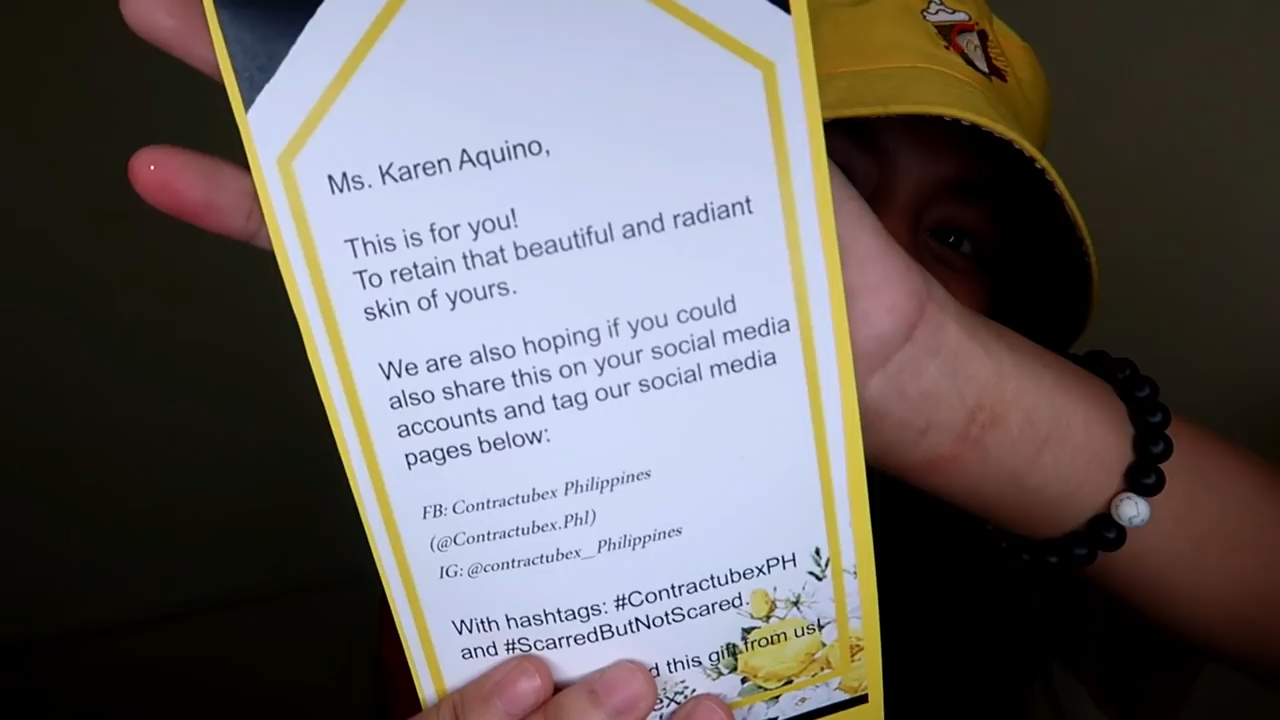 Ms. Karen Aquino,
This is for you!
To retain that beautiful and radiant
skin of yours.
We are also hoping if you could
also share this on your social media
accounts and tag our social media
pages below:
FB: Contractubex Philippines
(@Contractubex.Phl)
IG: @contractubex_Philippines
With hashtags: #ContractubexPH
and #ScarredButNotScared.
this gift from us!